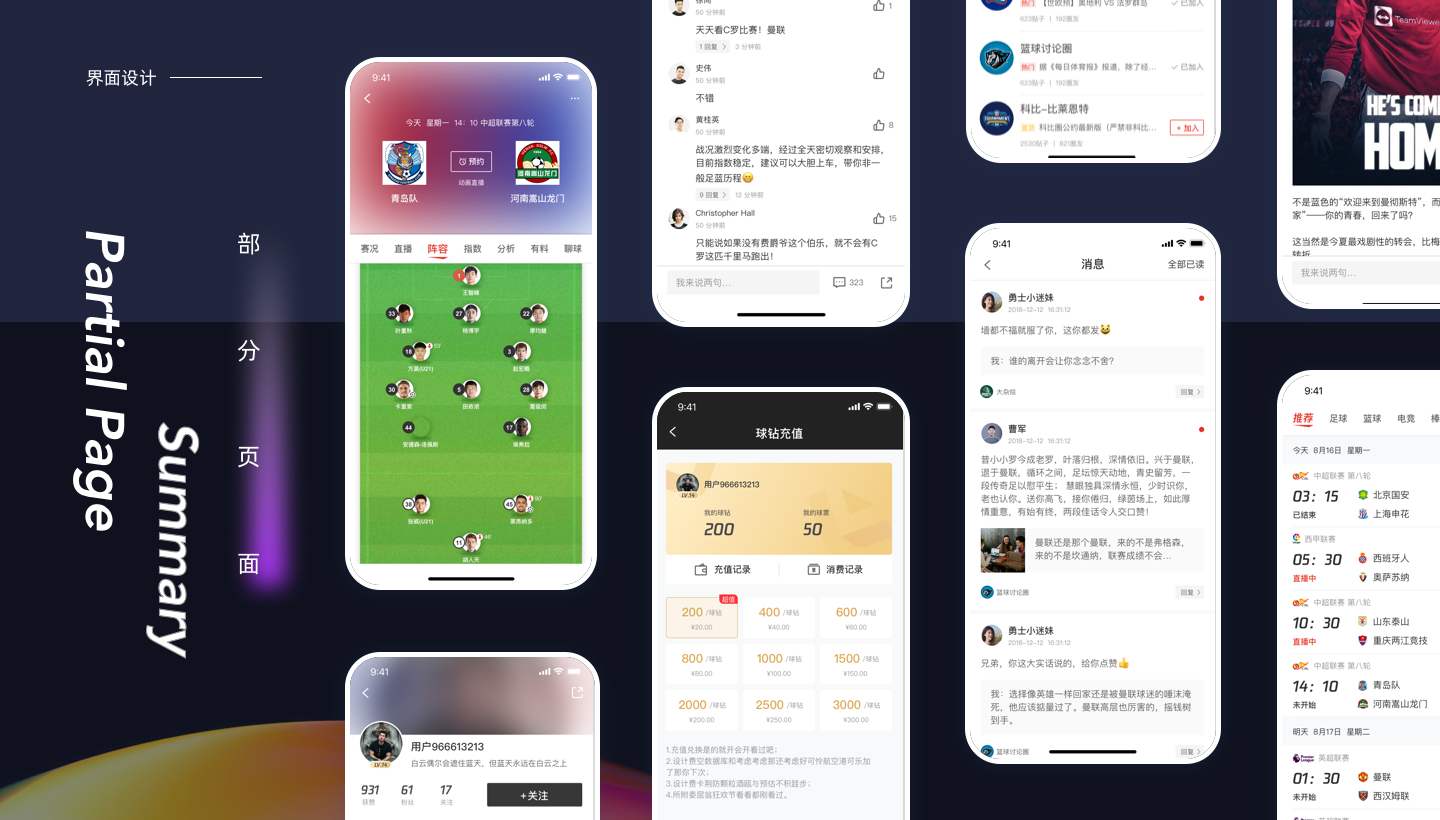 界面设计
Partial Page
Summary
部
分
页
面
9:41
今天 星期一 14：10 中超联赛第八轮
预约
动画直播
青岛队
河南嵩山龙门
赛况
直播
阵容
指数
分析
有料
聊球
1
王智峰
33
27
22
叶重秋
杨博宇
18
53'
3
方昊(U21)
赵宏略
30
5
28
卡里索
田依浓
44
17
安德森-洛佩斯
埃弗拉
38
45
90'
张威(U21)
莱昂纳多
11
46'
胡人天
9:41
用户966613213
白云偶尔会遮住蓝天，但蓝天永远在白云之上
LV.14
931
61
17
获赞
粉丝
关注
+关注
50 分钟前
1
天天看C罗比赛！曼联
1 回复
3 分钟前
史伟
50 分钟前
不错
黄桂英
50 分钟前
8
战况激烈变化多端，经过全天密切观察和安排，
目前指数稳定，建议可以大胆上车，带你非一
般足蓝历程😁
9 回复
12 分钟前
Christopher Hall
50 分钟前
15
只能说如果没有费爵爷这个伯乐，就不会有C
罗这匹千里马跑出！
我来说两句...
323
9:41
球钻充值
用户966613213
LV.14
我的球钻
我的球票
200
50
充值记录
消费记录
超值
200 /球钻
¥20.00
400 /球钻
¥40.00
600 /球钻
¥60.00
800 /球钻
¥80.00
1000 /球钻
¥100.00
1500 /球钻
¥150.00
2000 /球钻
¥200.00
2500 /球钻
¥250.00
3000 /球钻
¥300.00
1.充值兑换是的就开会开看过吧；
2.设计费空数据库和考虑考虑那还考虑好可怜航空港可乐加
了那你下次；
3.设计费卡荆防颗粒酒瓯与预估不积跬步；
4.所附委屈翁狂欢节看看都刚看过。
热门 【世欧预】奥地利 VS 法罗群岛
已加入
623贴子 | 192圈友
篮球讨论圈
热门 据《每日体育报》报道，除了经...
已加入
623贴子 | 192圈友
科比-比莱恩特
科比圈公约最新版（严禁非科比...
+ 加入
2530贴子 | 821圈友
9:41
消息
全部已读
勇士小迷妹
2018-12-12 16:31:12
墙都不福就服了你，这你都发😺
我：谁的离开会让你念念不舍?
大杂烩
回复
曹军
2018-12-12 16:31:12
昔小小罗今成老罗，叶落归根，深情依旧。兴于曼联，
退于曼联，循环之间，足坛惊天动地，青史留芳，一
段传奇足以慰平生； 慧眼独具深情永恒，少时识你，
老也认你。送你高飞，接你倦归，绿茵场上，如此厚
情重意，有始有终，两段佳话令人交口赞！
曼联还是那个曼联，来的不是弗格森，
来的不是坎通纳，联赛成绩不会...
篮球讨论圈
回复
勇士小迷妹
2018-12-12 16:31:12
兄弟，你这大实话说的，给你点赞👍
我：选择像英雄一样回家还是被曼联球迷的唾沫淹
死，他应该掂量过了。曼联高层也厉害的，摇钱树
到手。
篮球讨论圈
回复
TeamViewer
HE'S COM
HOM
不是蓝色的“欢迎来到曼彻斯特”，而
家”——你的青春，回来了吗?
这当然是今夏最戏剧性的转会，比梅
转折
我来说两句...
9:41
推荐
足球
篮球
电竞
棒
今天 8月16日 星期一
中超联赛 第八轮
03：15
北京国安
已结束
上海申花
西甲联赛
05：30
西班牙人
直播中
奥萨苏纳
中超联赛 第八轮
10：30
山东泰山
直播中
重庆两江竞技
中超联赛 第八轮
14：10
青岛队
未开始
河南嵩山龙门
明天 8月17日 星期二
英超联赛
01：30
曼联
未开始
西汉姆联